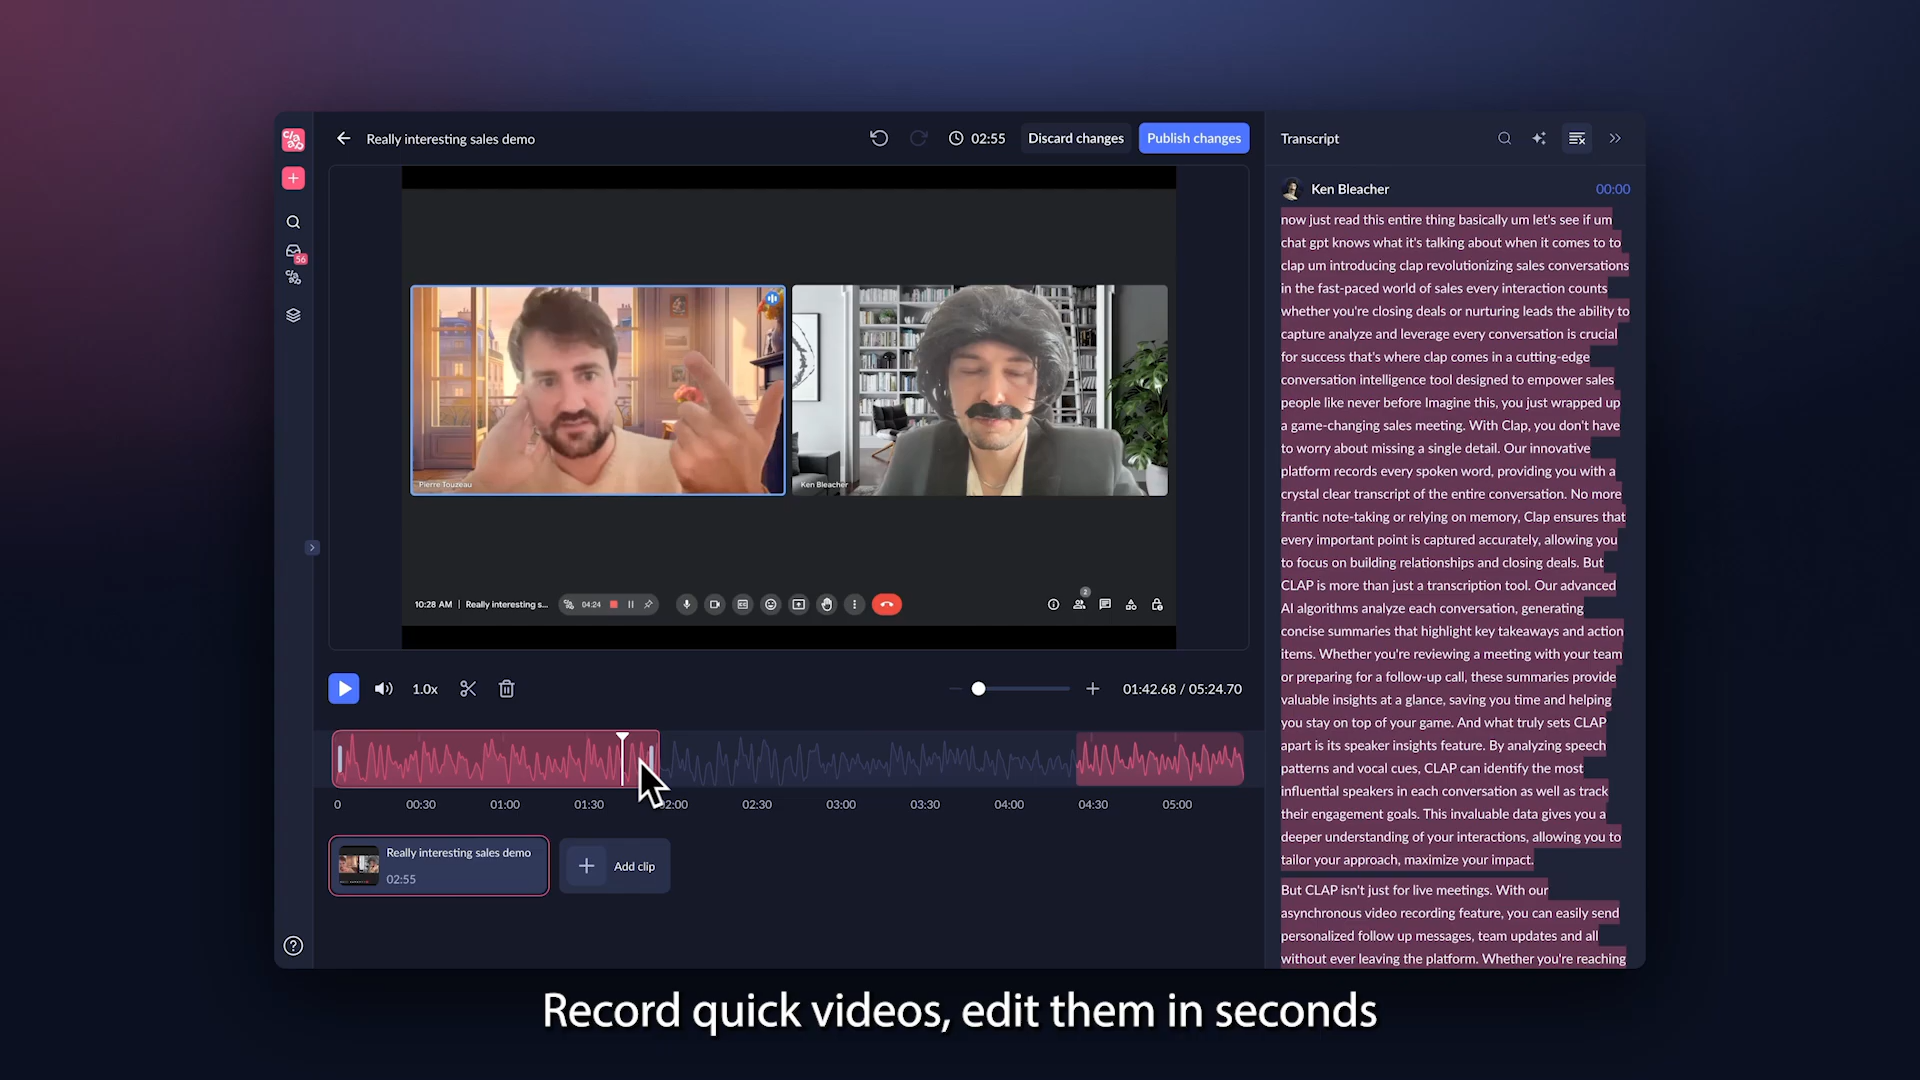 Really interesting sales demo
02:55
Discard changes
Publish changes
Transcript
56
Ken Bleacher
00:00
now just read this entire thing basically um let's see if um
chat gpt knows what it's talking about when it comes to to
clap um introducing clap revolutionizing sales conversations
in the fast-paced world of sales every interaction counts
whether you're closing deals or nurturing leads the ability to
capture analyze and leverage every conversation is crucial
for success that's where clap comes in a cutting-edge
conversation intelligence tool designed to empower sales
people like never before Imagine this, you just wrapped up
a game-changing sales meeting. With Clap, you don't have
to worry about missing a single detail. Our innovative
platform records every spoken word, providing you with a
crystal clear transcript of the entire conversation. No more
frantic note-taking or relying on memory, Clap ensures that
every important point is captured accurately, allowing you
to focus on building relationships and closing deals. But
CLAP is more than just a transcription tool. Our advanced
AI algorithms analyze each conversation, generating
concise summaries that highlight key takeaways and action
items. Whether you're reviewing a meeting with your team
or preparing for a follow-up call, these summaries provide
valuable insights at a glance, saving you time and helping
you stay on top of your game. And what truly sets CLAP
apart is its speaker insights feature. By analyzing speech
patterns and vocal cues, CLAP can identify the most
influential speakers in each conversation as well as track
their engagement goals. This invaluable data gives you a
deeper understanding of your interactions, allowing you to
tailor your approach, maximize your impact.
But CLAP isn't just for live meetings. With our
asynchronous video recording feature, you can easily send
personalized follow up messages, team updates and all
without ever leaving the platform. Whether you're reaching
Pierre Touzeau
Ken Bleacher
10:28 AM | Really interesting s...
04:24
2
1.0x
01:42.68 / 05:24.70
0 00:30 01:00 01:30 02:00 02:30 03:00 03:30 04:00 04:30 05:00
Really interesting sales demo
02:55
Add clip
Record quick videos, edit them in seconds